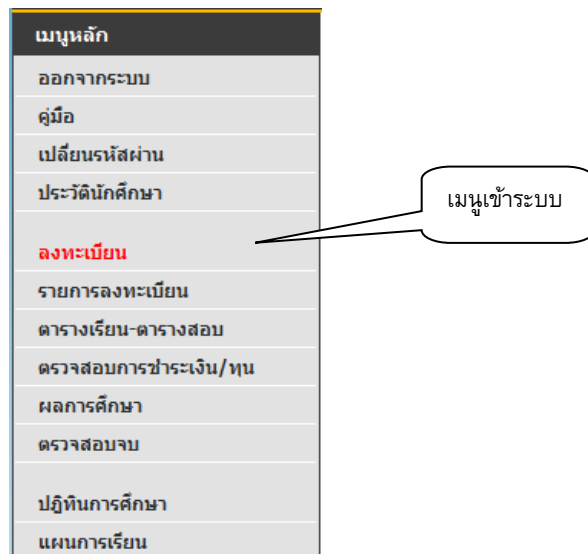 เมนูหลัก
ออกจากระบบ
คู่มือ
เปลี่ยนรหัสผ่าน
ประวัตินักศึกษา
เมนูเข้าระบบ
ลงทะเบียน
รายการลงทะเบียน
ตารางเรียน-ตารางสอบ
ตรวจสอบการชำระเงิน/ทุน
ผลการศึกษา
ตรวจสอบจบ
ปฏิทินการศึกษา
แผนการเรียน